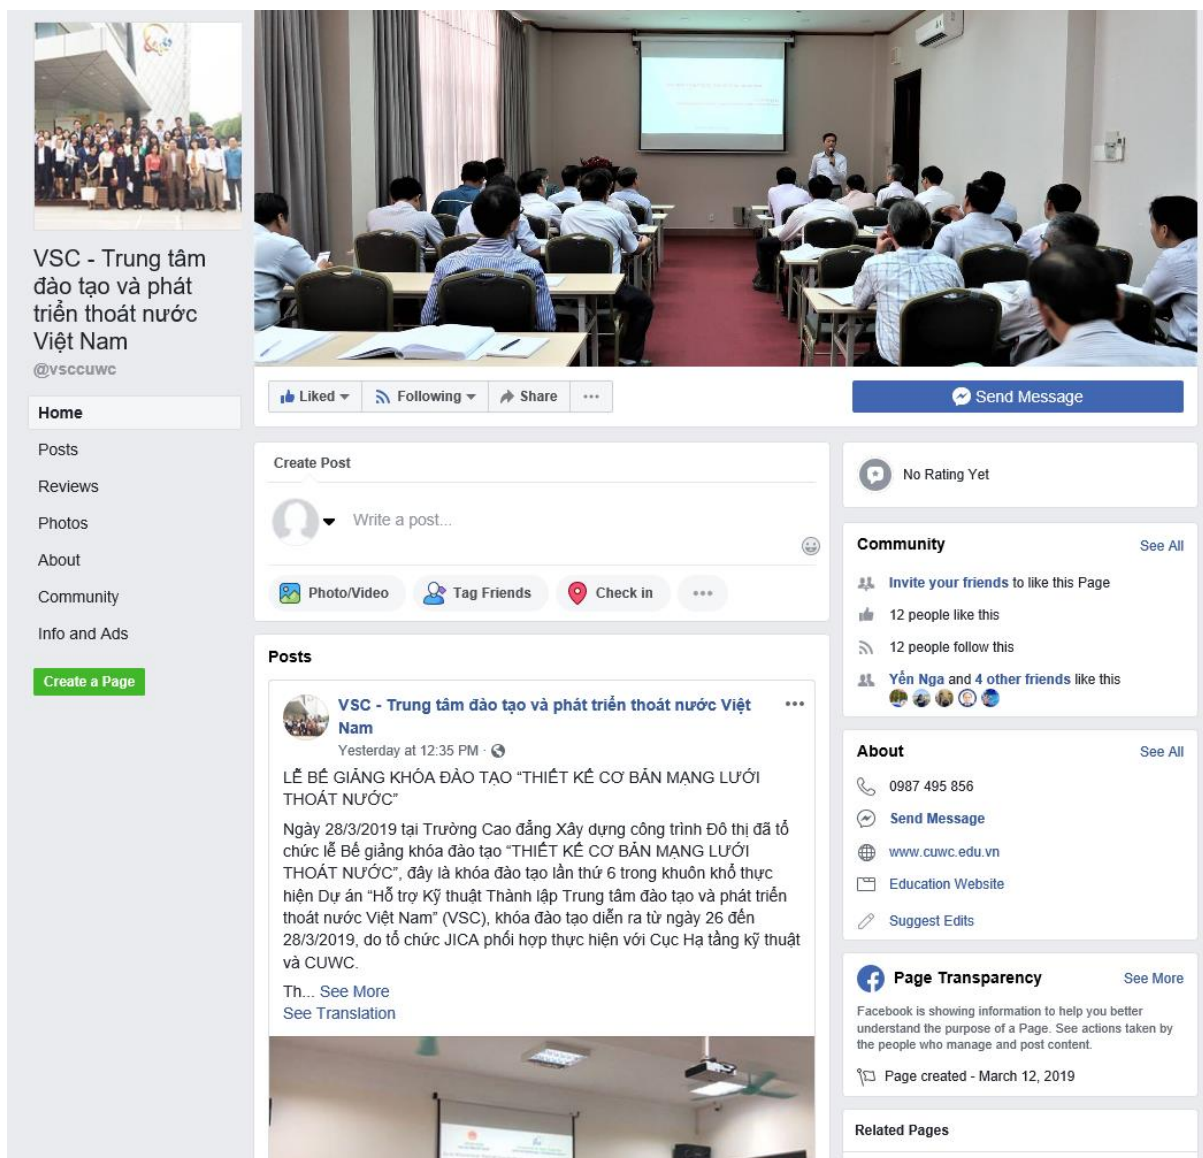 VSC - Trung tâm
đào tạo và phát
triển thoát nước
Việt Nam
@vsccuwc
Home
Posts
Reviews
Photos
About
Community
Info and Ads
Create a Page
Liked
Following
Share
Send Message
Create Post
Write a post...
Photo/Video
Tag Friends
Check in
Posts
VSC - Trung tâm đào tạo và phát triển thoát nước Việt
Nam
Yesterday at 12:35 PM ·
LỄ BẾ GIẢNG KHÓA ĐÀO TẠO “THIẾT KẾ CƠ BẢN MẠNG LƯỚI
THOÁT NƯỚC”
Ngày 28/3/2019 tại Trường Cao đẳng Xây dựng công trình Đô thị đã tổ
chức lễ Bế giảng khóa đào tạo “THIẾT KẾ CƠ BẢN MẠNG LƯỚI
THOÁT NƯỚC”, đây là khóa đào tạo lần thứ 6 trong khuôn khổ thực
hiện Dự án “Hỗ trợ Kỹ thuật Thành lập Trung tâm đào tạo và phát triển
thoát nước Việt Nam” (VSC), khóa đào tạo diễn ra từ ngày 26 đến
28/3/2019, do tổ chức JICA phối hợp thực hiện với Cục Hạ tầng kỹ thuật
và CUWC.
Th... See More
See Translation
No Rating Yet
Community See All
Invite your friends to like this Page
12 people like this
12 people follow this
Yến Nga and 4 other friends like this
About See All
0987 495 856
Send Message
www.cuwc.edu.vn
Education Website
Suggest Edits
Page Transparency See More
Facebook is showing information to help you better
understand the purpose of a Page. See actions taken by
the people who manage and post content.
Page created - March 12, 2019
Related Pages